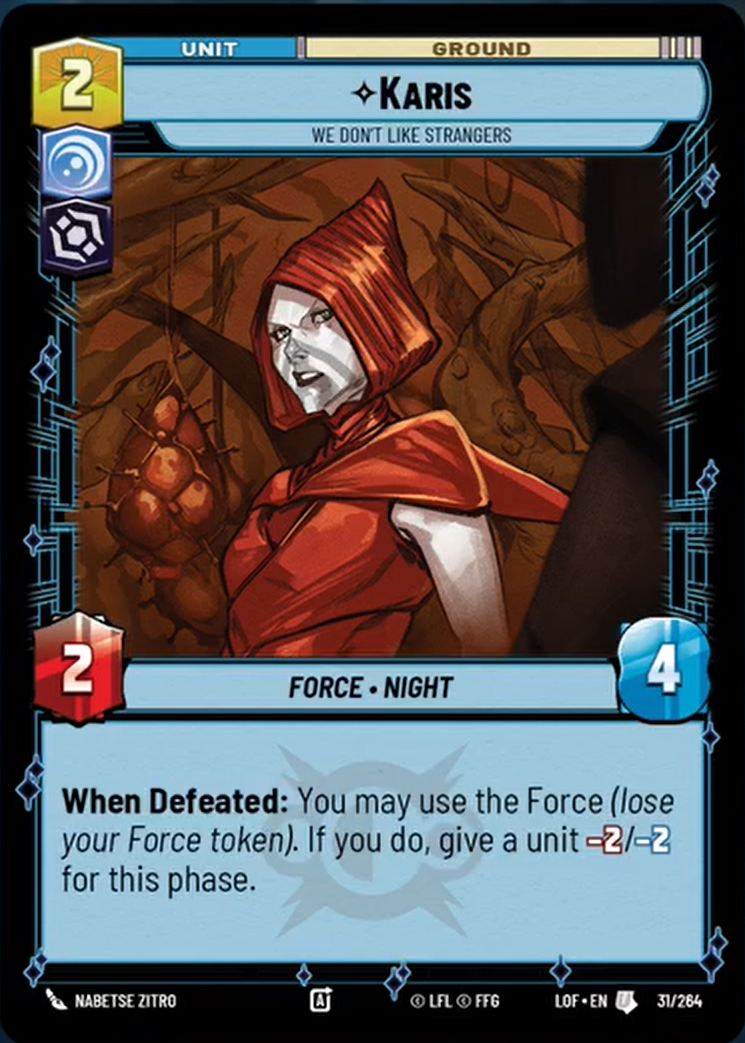 UNIT GROUND
2
✧KARIS
WE DON'T LIKE STRANGERS
2
FORCE • NIGHT
4
When Defeated: You may use the Force (lose
your Force token). If you do, give a unit -2/-2
for this phase.
NABETSE ZITRO A © LFL © FFG LOF • EN U 31/264